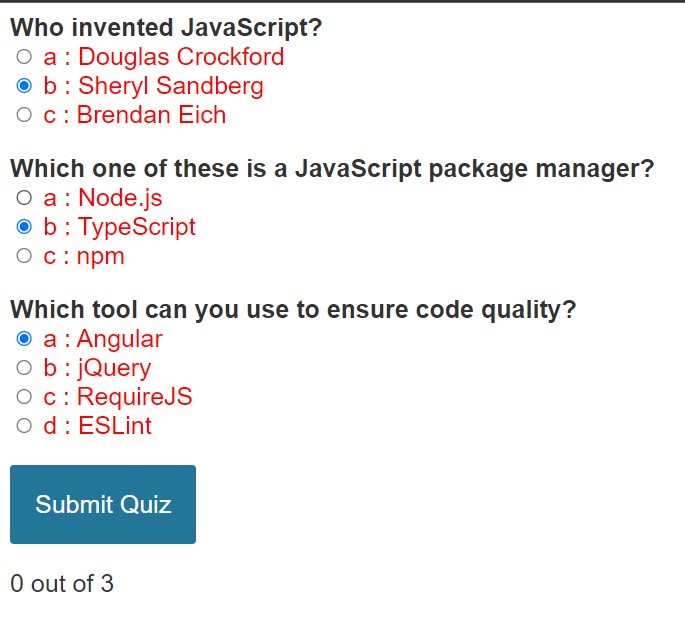 Who invented JavaScript?
a : Douglas Crockford
b : Sheryl Sandberg
c : Brendan Eich
Which one of these is a JavaScript package manager?
a : Node.js
b : TypeScript
c : npm
Which tool can you use to ensure code quality?
a : Angular
b : jQuery
c : RequireJS
d : ESLint
Submit Quiz
0 out of 3